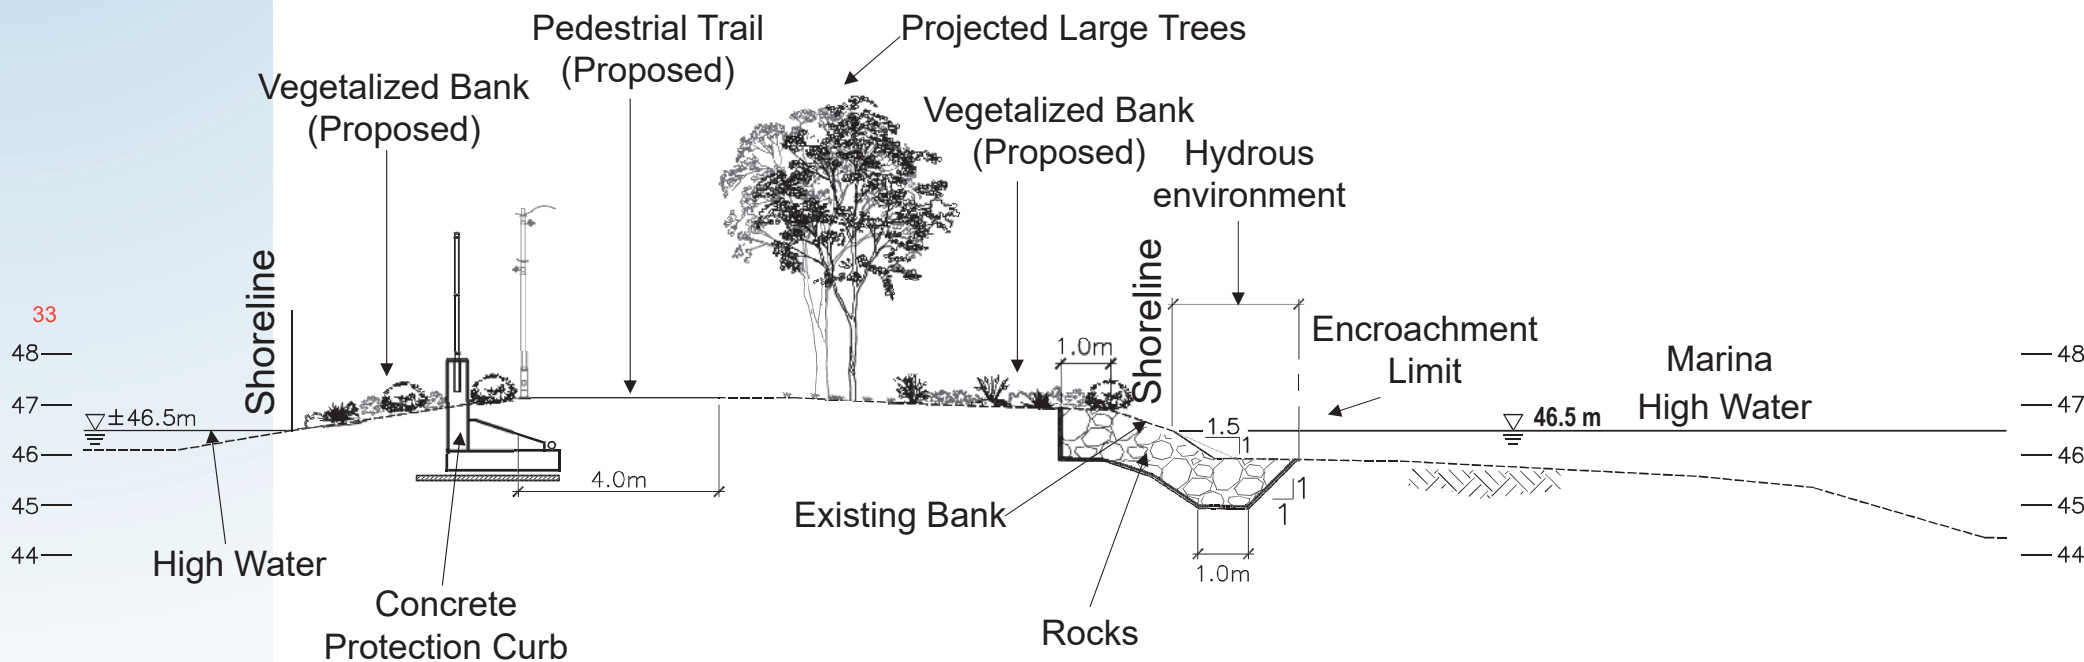 Pedestrial Trail
(Proposed)
Projected Large Trees
Vegetalized Bank
(Proposed)
Vegetalized Bank
(Proposed)
Hydrous
environment
Shoreline
Shoreline
33
48
47
46
45
44
±46.5m
1.0m
Encroachment
Limit
Marina
High Water
46.5 m
48
47
46
45
44
1.5
1
4.0m
1
1
Existing Bank
High Water
1.0m
Concrete
Protection Curb
Rocks